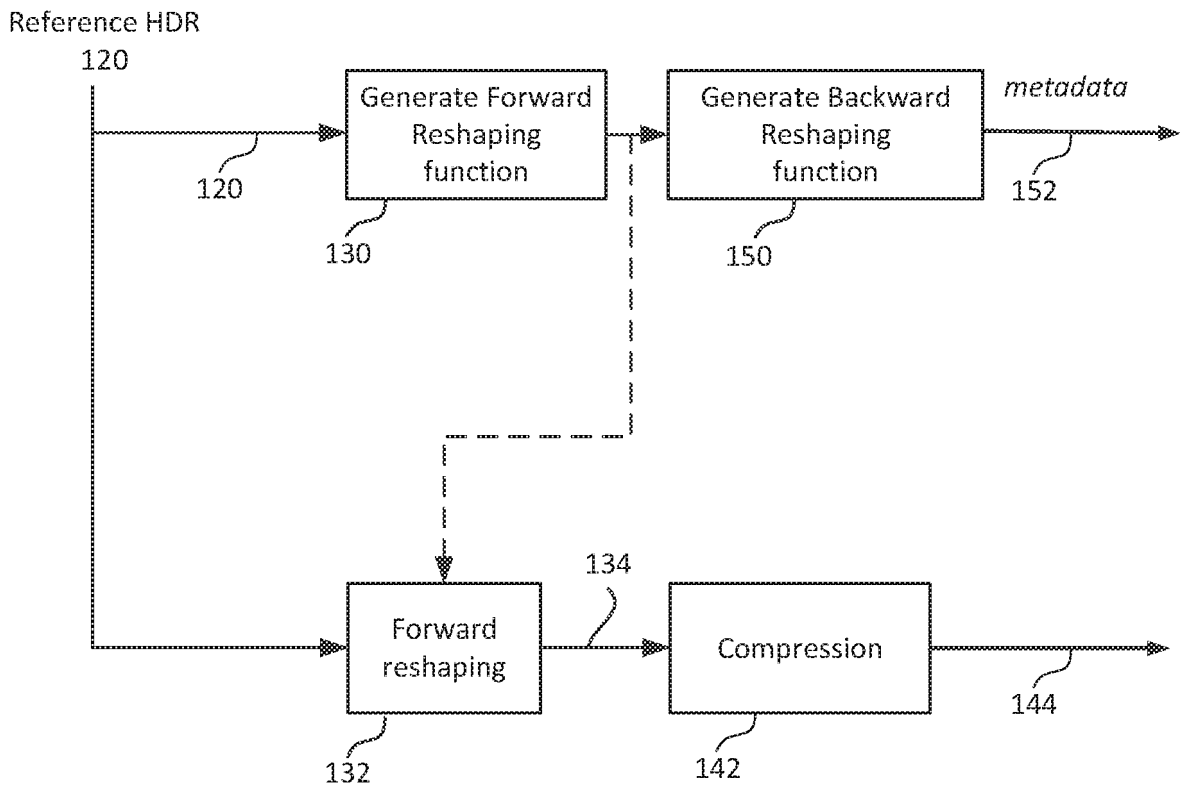 Reference HDR
120
Generate Forward
Reshaping
function
Generate Backward
Reshaping
function
metadata
120
130
150
152
134
Forward
reshaping
Compression
132
142
144